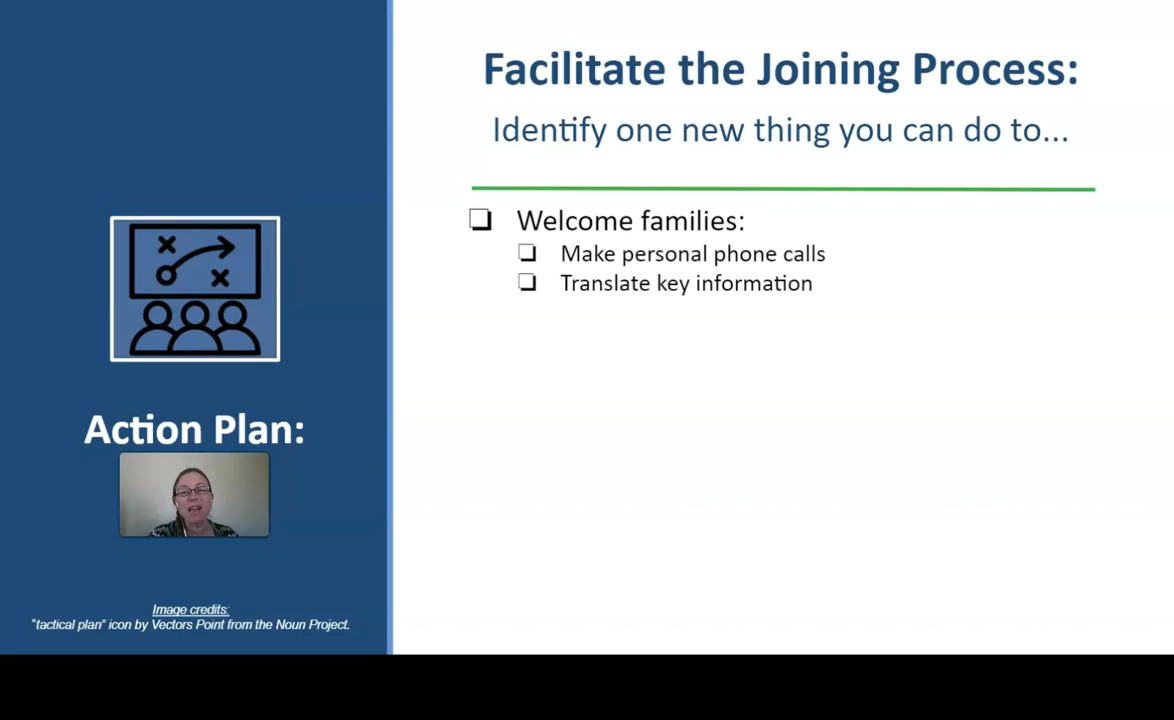 Facilitate the Joining Process:
Identify one new thing you can do to...
Welcome families:
Make personal phone calls
Translate key information
Action Plan:
Image credits:
"tactical plan" icon by Vectors Point from the Noun Project.